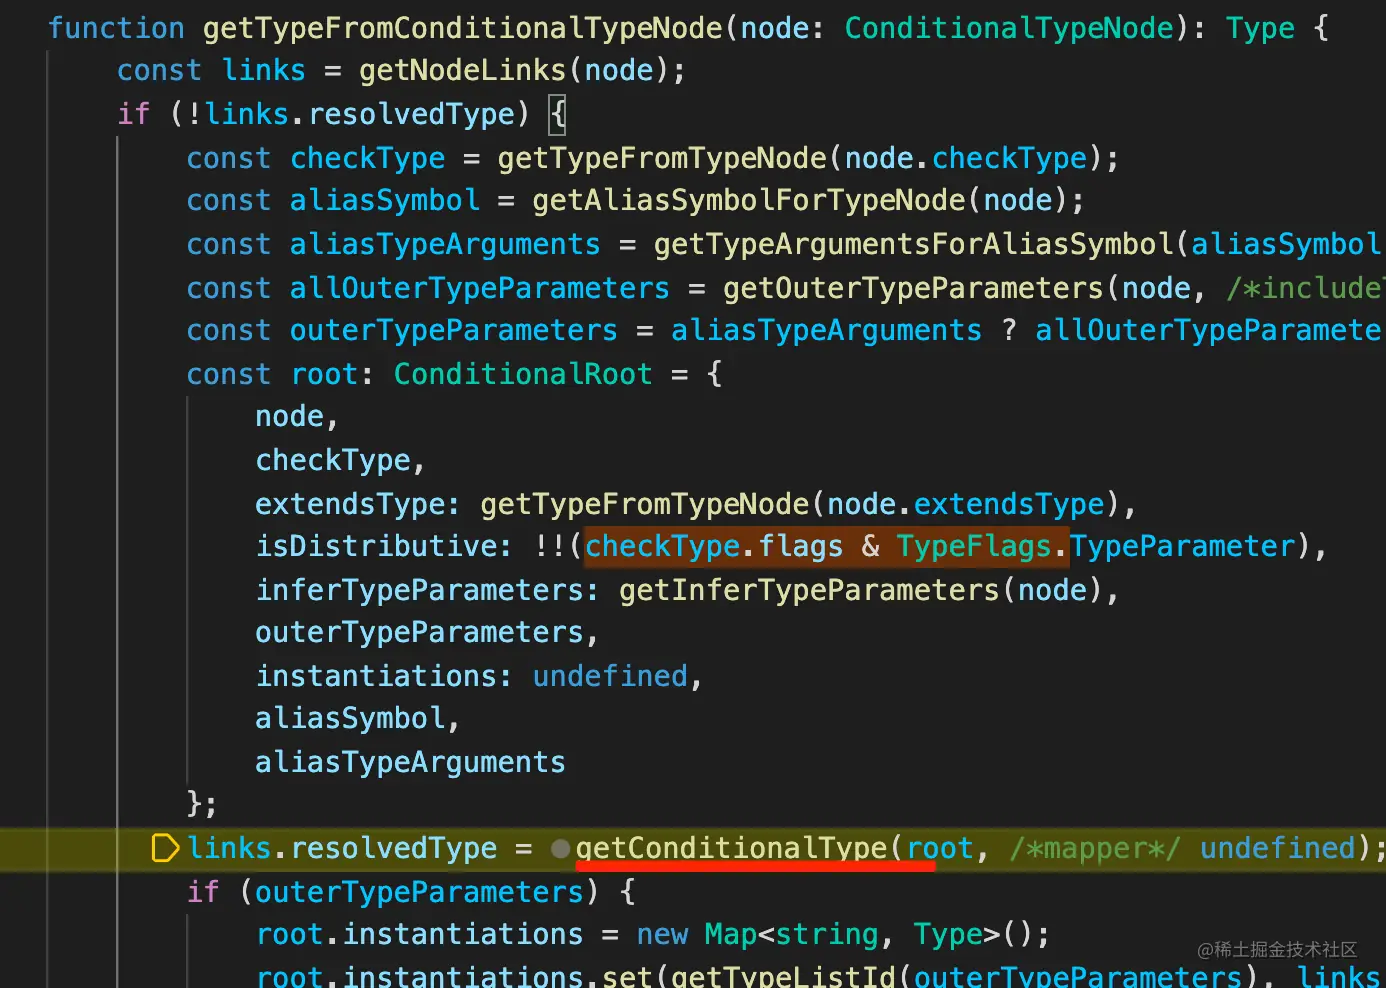 function getTypeFromConditionalTypeNode(node: ConditionalTypeNode): Type {
const links = getNodeLinks(node);
if (!links.resolvedType) {
const checkType = getTypeFromTypeNode(node.checkType);
const aliasSymbol = getAliasSymbolForTypeNode(node);
const aliasTypeArguments = getTypeArgumentsForAliasSymbol(aliasSymbol
const allOuterTypeParameters = getOuterTypeParameters(node, /*include
const outerTypeParameters = aliasTypeArguments ? allOuterTypeParamete
const root: ConditionalRoot = {
node,
checkType,
extendsType: getTypeFromTypeNode(node.extendsType),
isDistributive: !!(checkType.flags & TypeFlags.TypeParameter),
inferTypeParameters: getInferTypeParameters(node),
outerTypeParameters,
instantiations: undefined,
aliasSymbol,
aliasTypeArguments
};
links.resolvedType = getConditionalType(root, /*mapper*/ undefined);
if (outerTypeParameters) {
root.instantiations = new Map<string, Type>();
root.instantiations.set(getTypeListId(outerTypeParameters), links
@稀土掘金技术社区